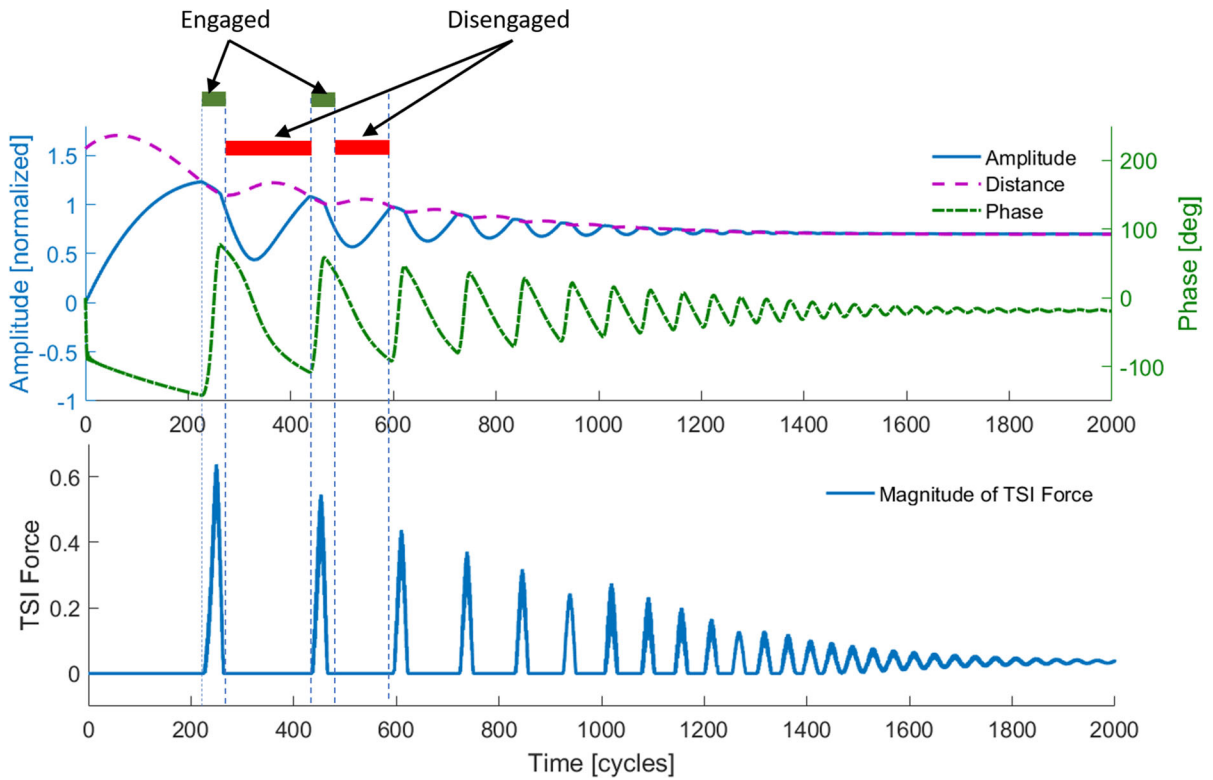 Engaged
Disengaged
Amplitude [normalized]
1.5
1
0.5
0
-0.5
-1
Amplitude
Distance
Phase
200
100
0
-100
Phase [deg]
0 200 400 600 800 1000 1200 1400 1600 1800 2000
TSI Force
0.6
0.4
0.2
0
Magnitude of TSI Force
0 200 400 600 800 1000 1200 1400 1600 1800 2000
Time [cycles]